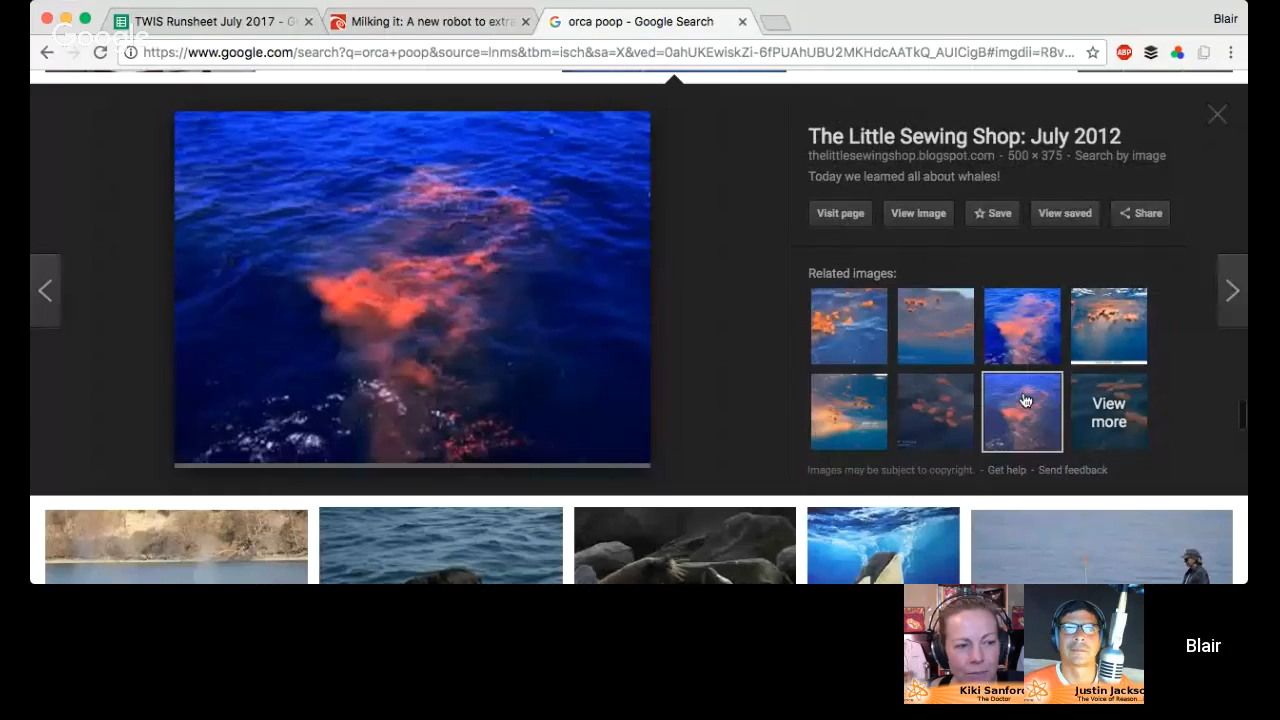 TWIS Runsheet July 2017 - G
Milking it: A new robot to extra
orca poop - Google Search
Blair
Google+
https://www.google.com/search?q=orca+poop&source=lnms&tbm=isch&sa=X&ved=0ahUKEwiskZi-6fPUAhUBU2MKHdcAATkQ_AUICigB#imgdii=R8v...
ABP
The Little Sewing Shop: July 2012
thelittlesewingshop.blogspot.com - 500 × 375 - Search by image
Today we learned all about whales!
Visit page
View image
Save
View saved
Share
Related images:
View
more
Images may be subject to copyright. - Get help - Send feedback
Blair
Kiki Sanford
The Doctor
Justin Jackso
The Voice of Reason...